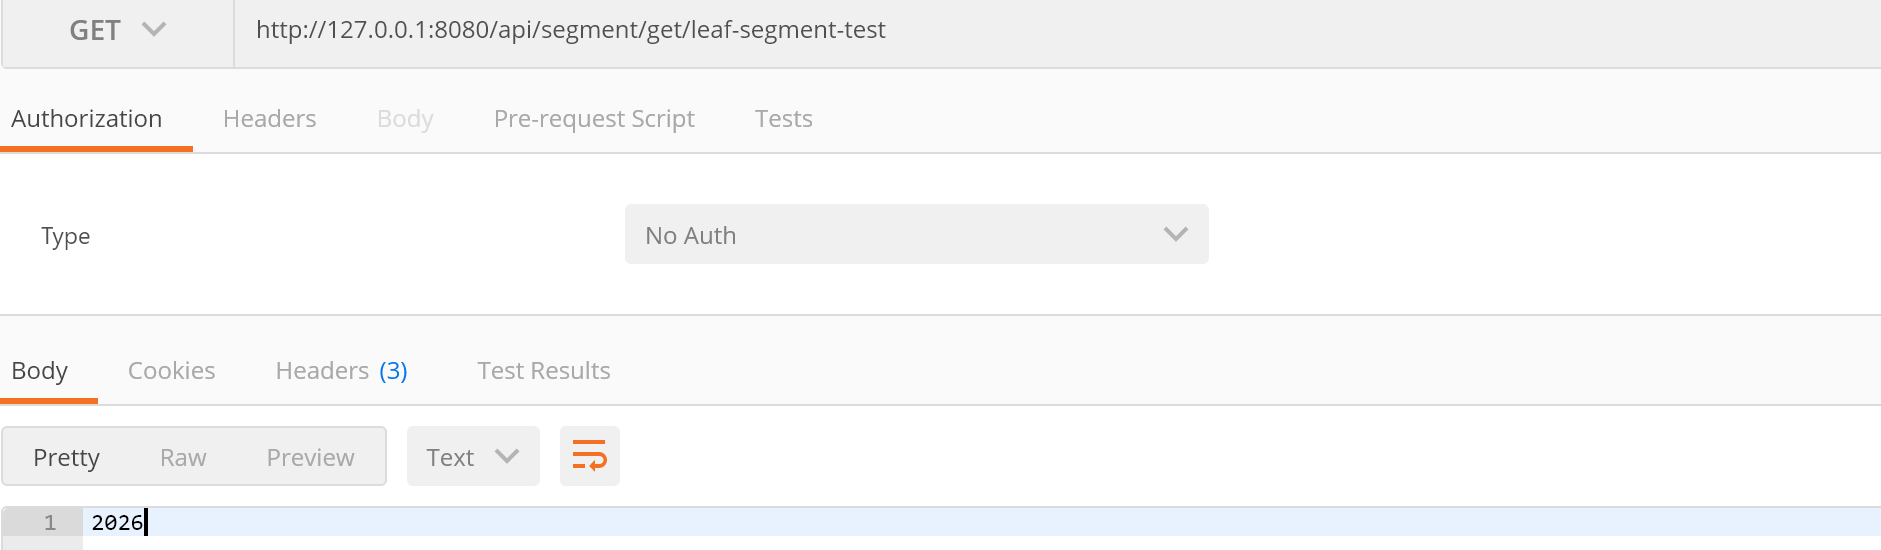 GET http://127.0.0.1:8080/api/segment/get/leaf-segment-test
Authorization Headers Body Pre-request Script Tests
Type No Auth
Body Cookies Headers (3) Test Results
Pretty Raw Preview Text
1 2026